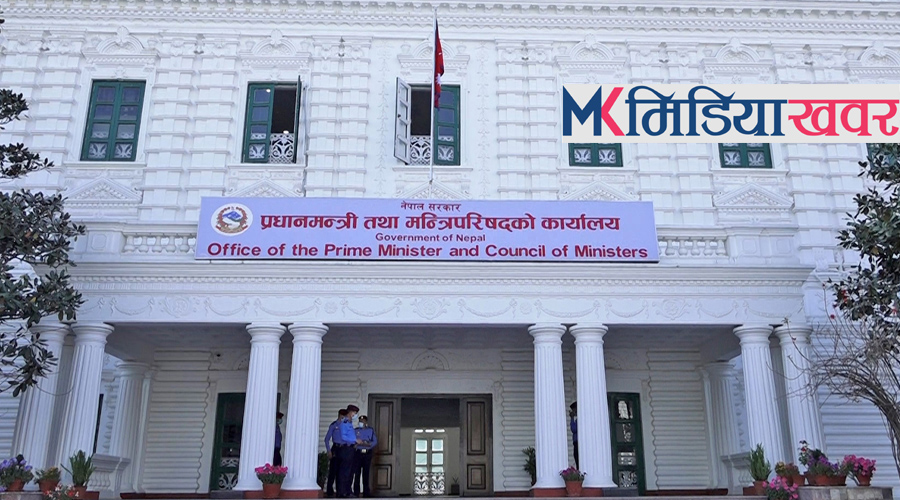 MK मिडिया खवर
नेपाल सरकार
प्रधानमन्त्री तथा मन्त्रिपरिषद्को कार्यालय
Government of Nepal
Office of the Prime Minister and Council of Ministers